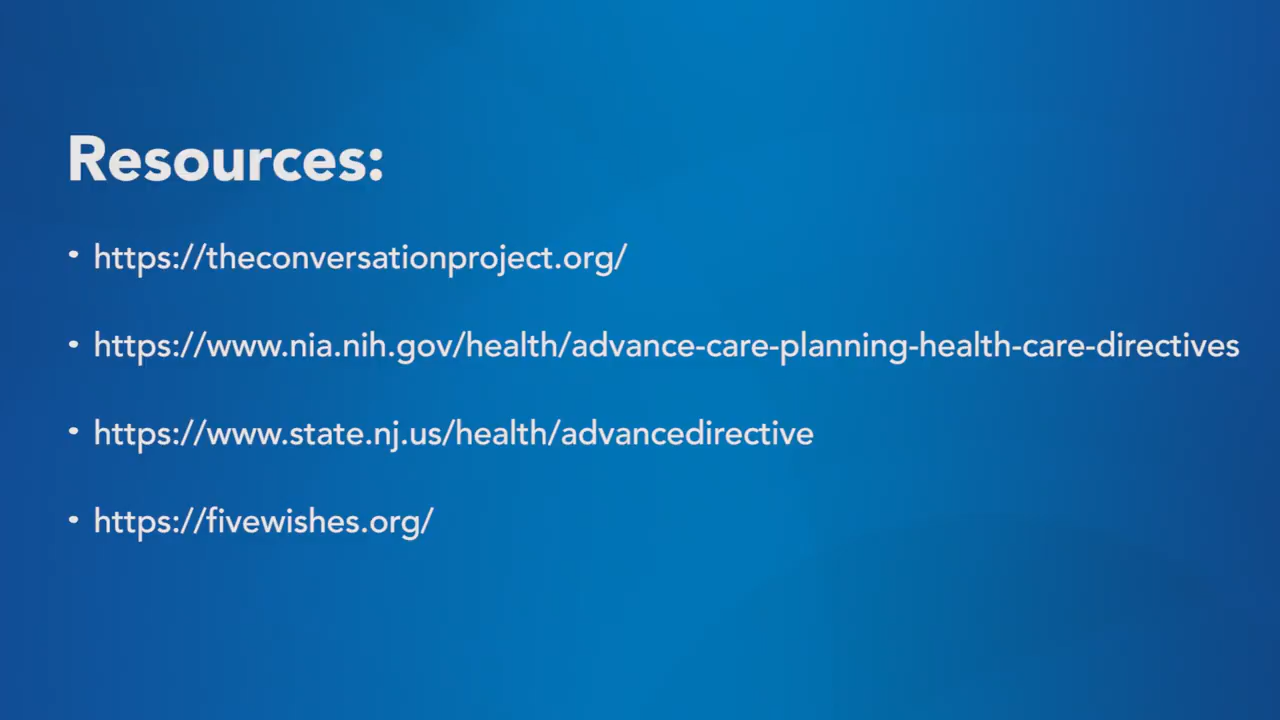 Resources:
• https://theconversationproject.org/
• https://www.nia.nih.gov/health/advance-care-planning-health-care-directives
• https://www.state.nj.us/health/advancedirective
• https://fivewishes.org/